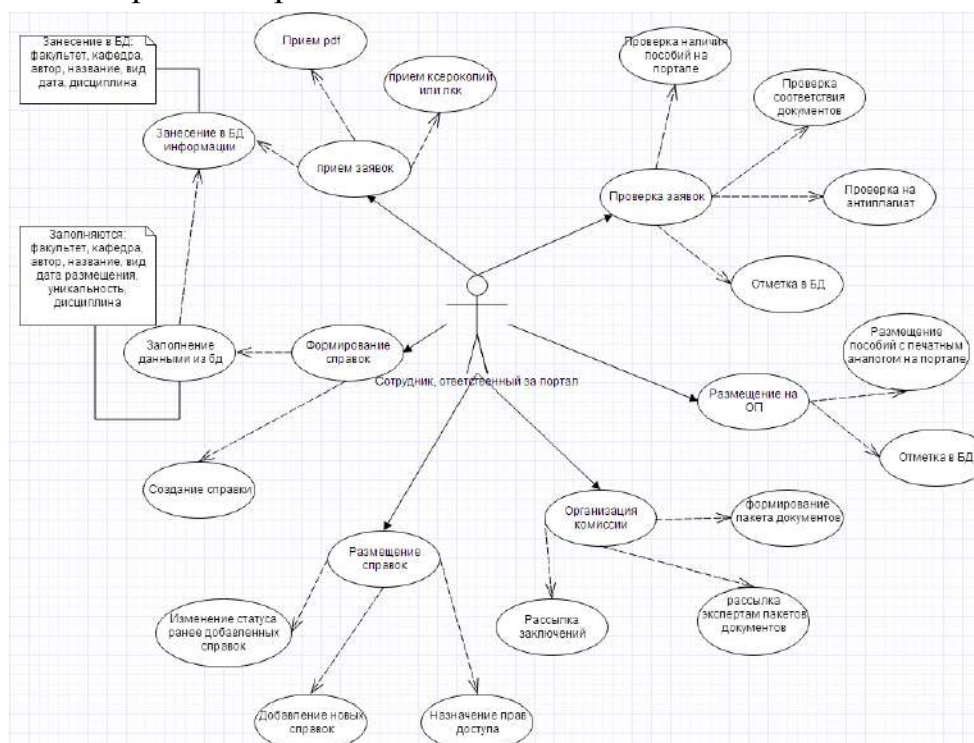 Занесение в БД:
факультет, кафедра,
автор, название, вид
дата, дисциплина
Прием pdf
прием ксерокопий
или лкк
Занесение в БД
информации
прием заявок
Проверка наличия
пособий на
портале
Проверка
соответствия
документов
Проверка заявок
Проверка на
антиплагиат
Отметка в БД
Заполняются:
факультет, кафедра,
автор, название, вид
дата размещения,
уникальность,
дисциплина
Заполнение
данными из бд
Формирование
справок
Сотрудник, ответственный за портал
Размещение
пособий с печатным
аналогом на портале
Размещение на
ОП
Отметка в БД
Создание справки
Организация
комиссии
формирование
пакета документов
Размещение
справок
Изменение статуса
ранее добавленных
справок
Рассылка
заключений
рассылка
экспертам пакетов
документов
Добавление новых
справок
Назначение прав
доступа